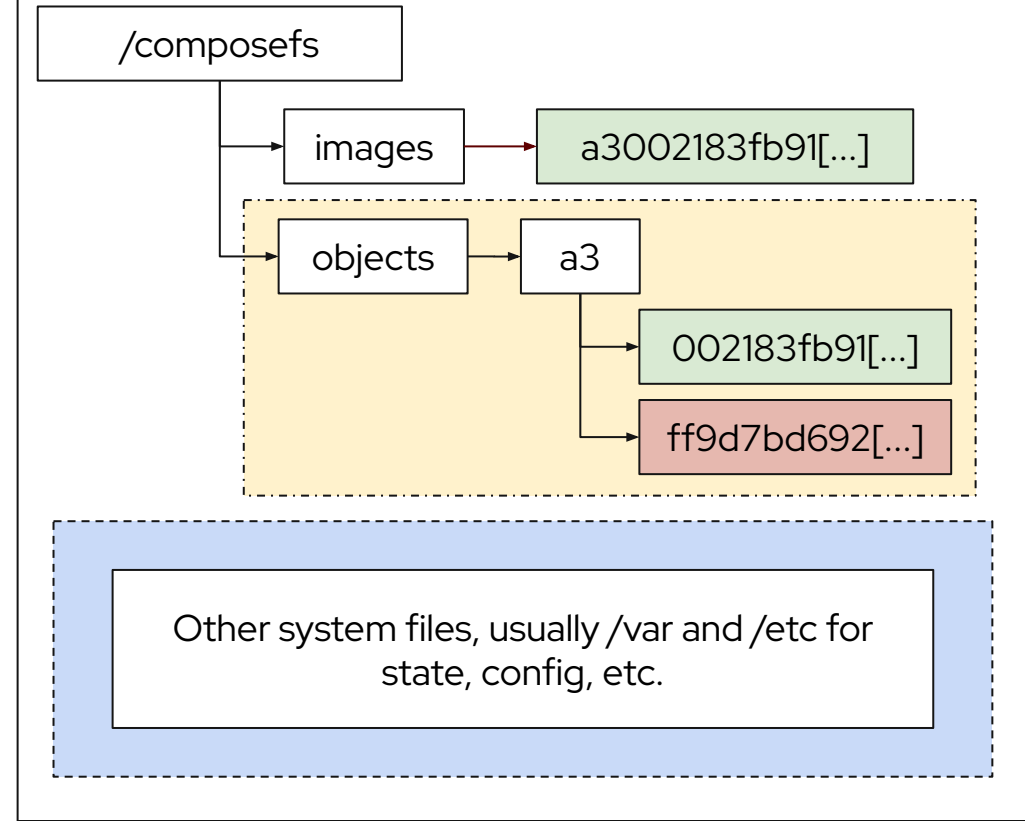 /composefs
images
a3002183fb91[...]
objects
a3
002183fb91[...]
ff9d7bd692[...]
Other system files, usually /var and /etc for
state, config, etc.